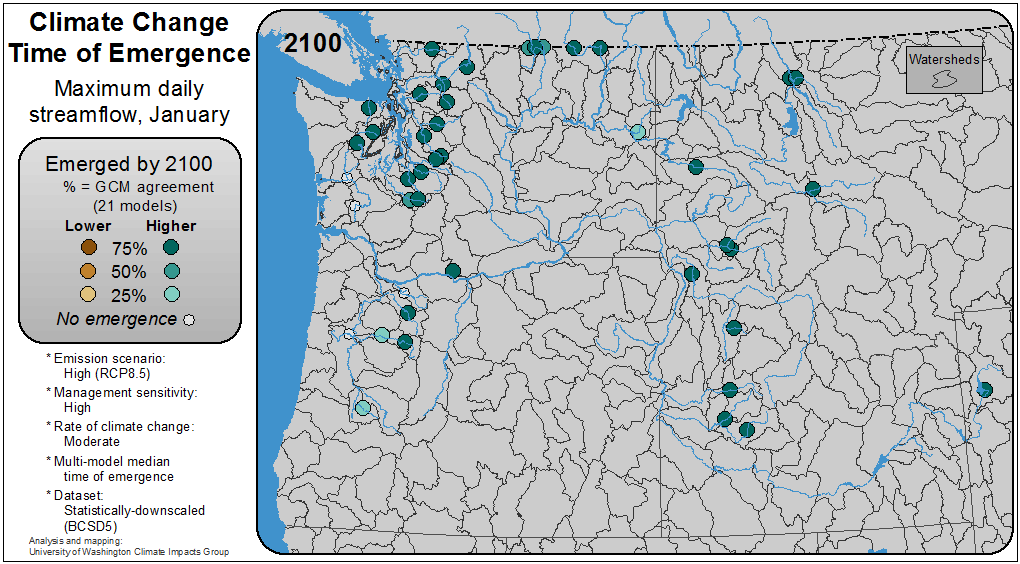 Climate Change
Time of Emergence
Maximum daily
streamflow, January
Emerged by 2100
% = GCM agreement
(21 models)
Lower Higher
75%
50%
25%
No emergence
* Emission scenario:
High (RCP8.5)
* Management sensitivity:
High
* Rate of climate change:
Moderate
* Multi-model median
time of emergence
* Dataset:
Statistically-downscaled
(BCSD5)
Analysis and mapping:
University of Washington Climate Impacts Group
2100
Watersheds